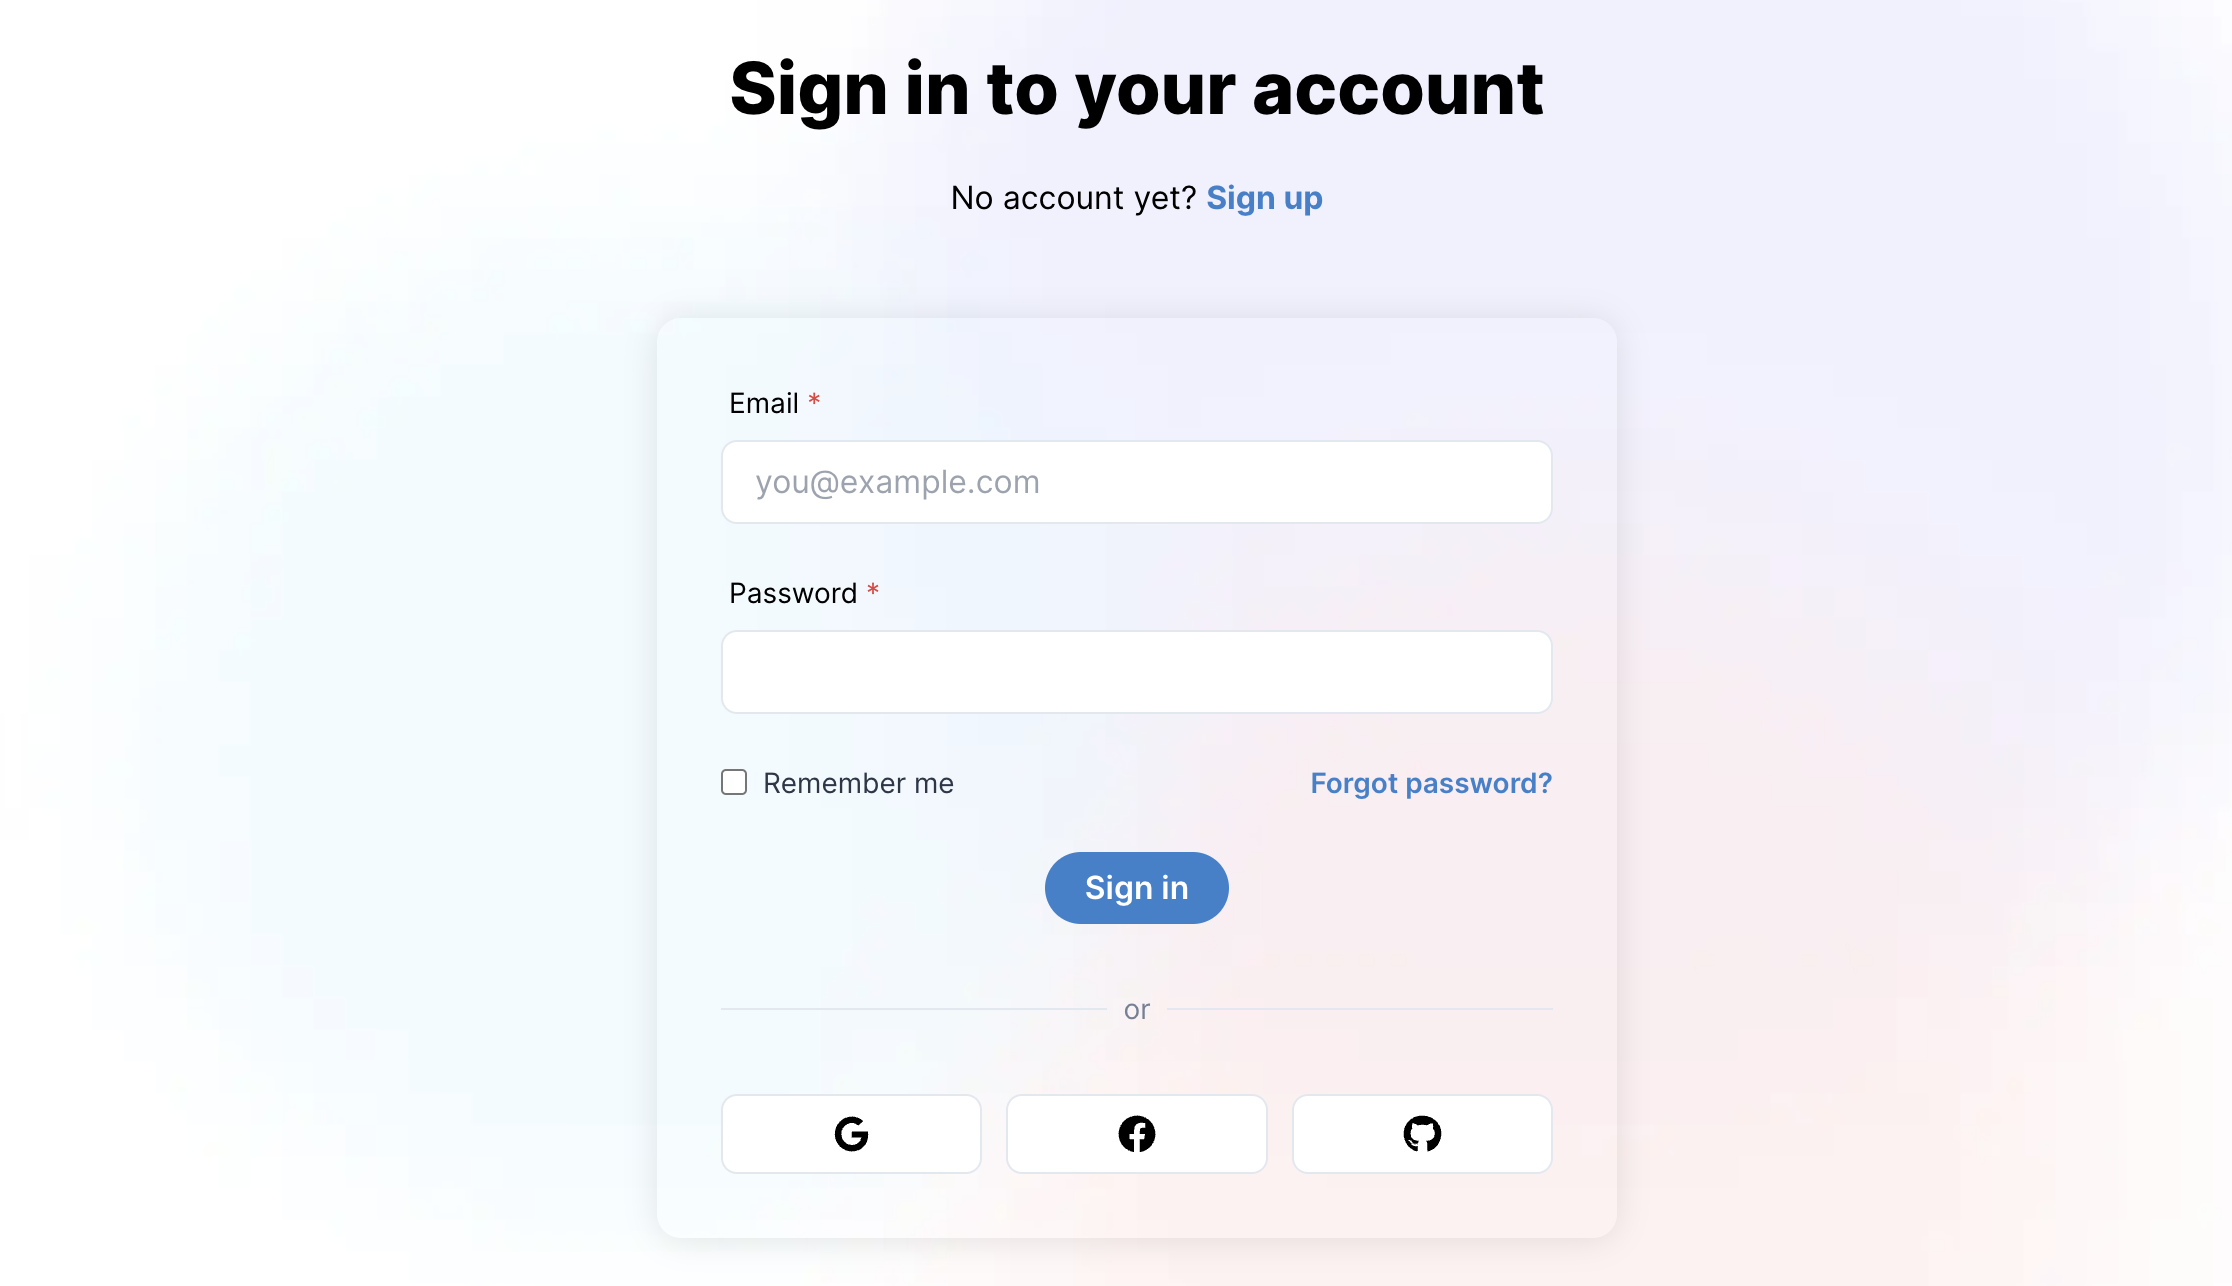 Sign in to your account
No account yet? Sign up
Email *
you@example.com
Password *
Remember me
Forgot password?
Sign in
or